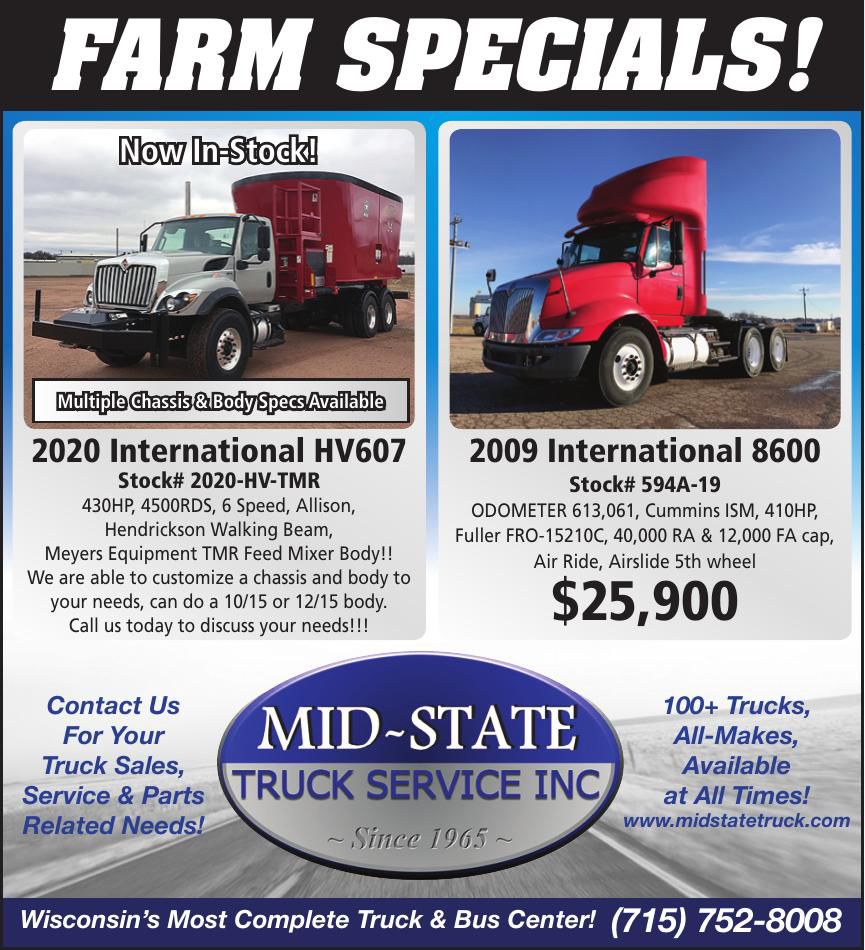 FARM SPECIALS!
Now In-Stock!
Multiple Chassis & Body Specs Available
2020 International HV607
Stock# 2020-HV-TMR
430HP, 4500RDS, 6 Speed, Allison,
Hendrickson Walking Beam,
Meyers Equipment TMR Feed Mixer Body!!
We are able to customize a chassis and body to
your needs, can do a 10/15 or 12/15 body.
Call us today to discuss your needs!!!
2009 International 8600
Stock# 594A-19
ODOMETER 613,061, Cummins ISM, 410HP,
Fuller FRO-15210C, 40,000 RA & 12,000 FA cap,
Air Ride, Airslide 5th wheel
$25,900
Contact Us
For Your
Truck Sales,
Service & Parts
Related Needs!
MID~STATE
TRUCK SERVICE INC
~ Since 1965 ~
100+ Trucks,
All-Makes,
Available
at All Times!
www.midstatetruck.com
Wisconsin's Most Complete Truck & Bus Center! (715) 752-8008